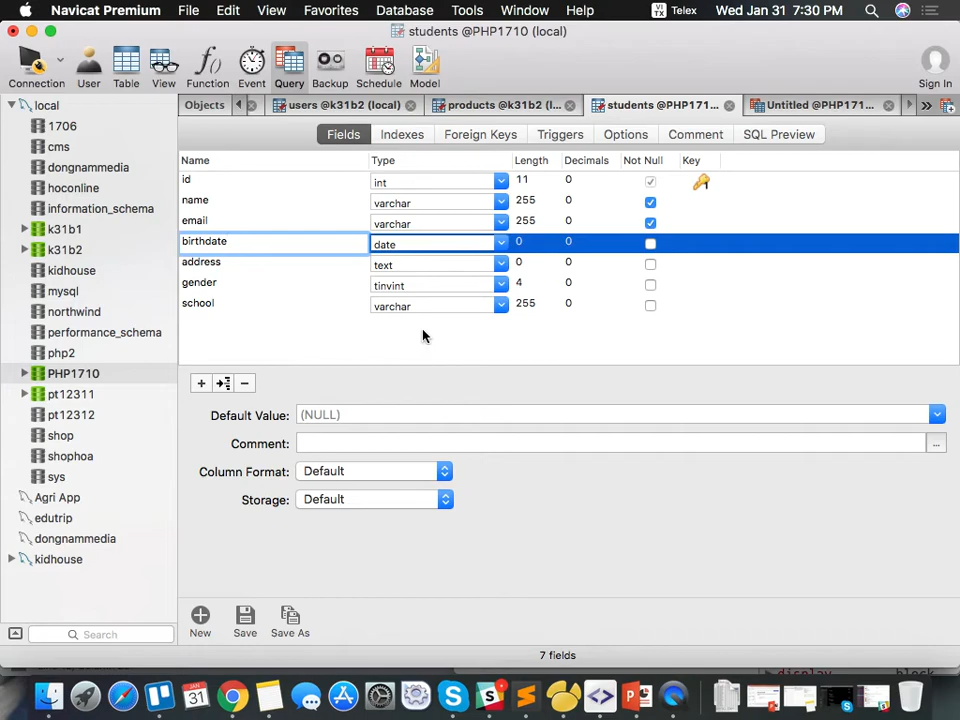 Navicat Premium File Edit View Favorites Database Tools Window Help VI TX Telex Wed Jan 31 7:30 PM
students @PHP1710 (local)
Connection User Table View Function Event Query Backup Schedule Model Sign In
Objects users @k31b2 (local) products @k31b2 (l... students @PHP171... Untitled @PHP171...
Fields Indexes Foreign Keys Triggers Options Comment SQL Preview
Name Type Length Decimals Not Null Key
id int 11 0
name varchar 255 0
email varchar 255 0
birthdate date 0 0
address text 0 0
gender tinyint 4 0
school varchar 255 0
local
1706
cms
dongnammedia
hoconline
information_schema
k31b1
k31b2
kidhouse
mysql
northwind
performance_schema
php2
PHP1710
pt12311
pt12312
shop
shophoa
sys
Agri App
edutrip
dongnammedia
kidhouse
Search
Default Value: (NULL)
Comment: ...
Column Format: Default
Storage: Default
New Save Save As
7 fields
display block
31